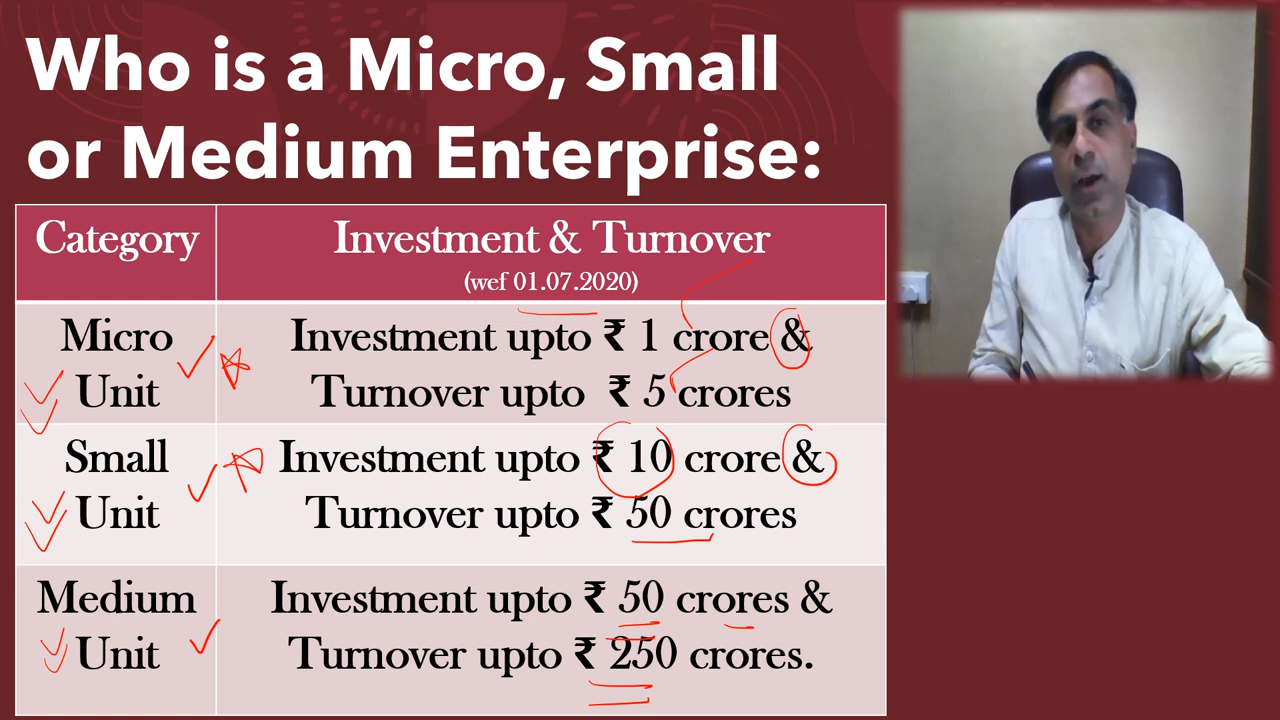 Who is a Micro, Small
or Medium Enterprise:
Category
Investment & Turnover
(wef 01.07.2020)
Micro
Unit
Investment upto ₹ 1 crore &
Turnover upto ₹ 5 crores
Small
Unit
Investment upto ₹ 10 crore &
Turnover upto ₹ 50 crores
Medium
Unit
Investment upto ₹ 50 crores &
Turnover upto ₹ 250 crores.